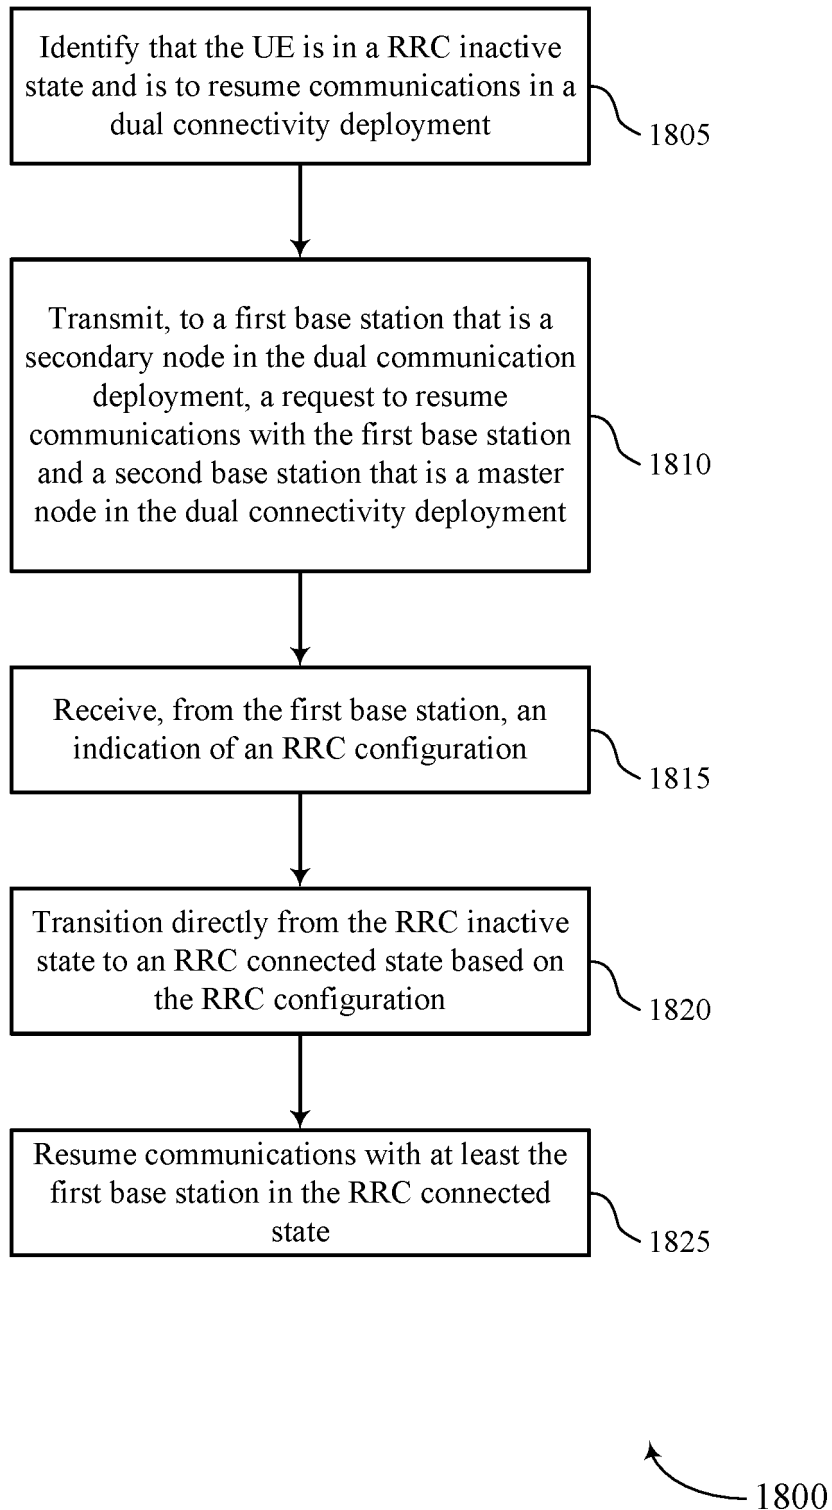 Identify that the UE is in a RRC inactive
state and is to resume communications in a
dual connectivity deployment
1805
Transmit, to a first base station that is a
secondary node in the dual communication
deployment, a request to resume
communications with the first base station
and a second base station that is a master
node in the dual connectivity deployment
1810
Receive, from the first base station, an
indication of an RRC configuration
1815
Transition directly from the RRC inactive
state to an RRC connected state based on
the RRC configuration
1820
Resume communications with at least the
first base station in the RRC connected
state
1825
1800